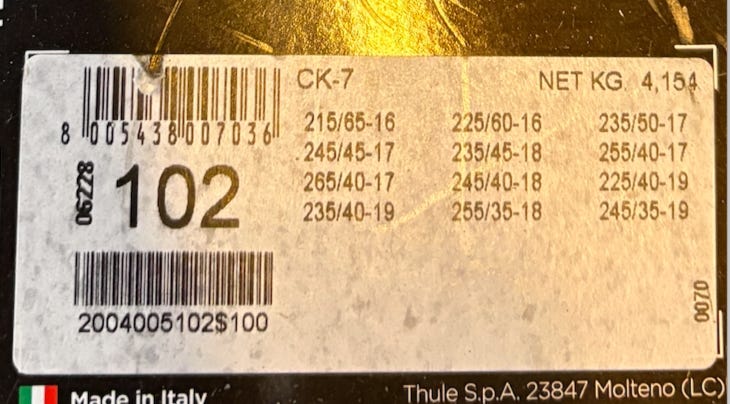 CK-7 NET KG. 4,154
8 005438 007036
215/65-16 225/60-16 235/50-17
245/45-17 235/45-18 255/40-17
265/40-17 245/40-18 225/40-19
235/40-19 255/35-18 245/35-19
06228
102
2004005102$100
0070
Made in Italy
Thule S.p.A. 23847 Molteno (LC)